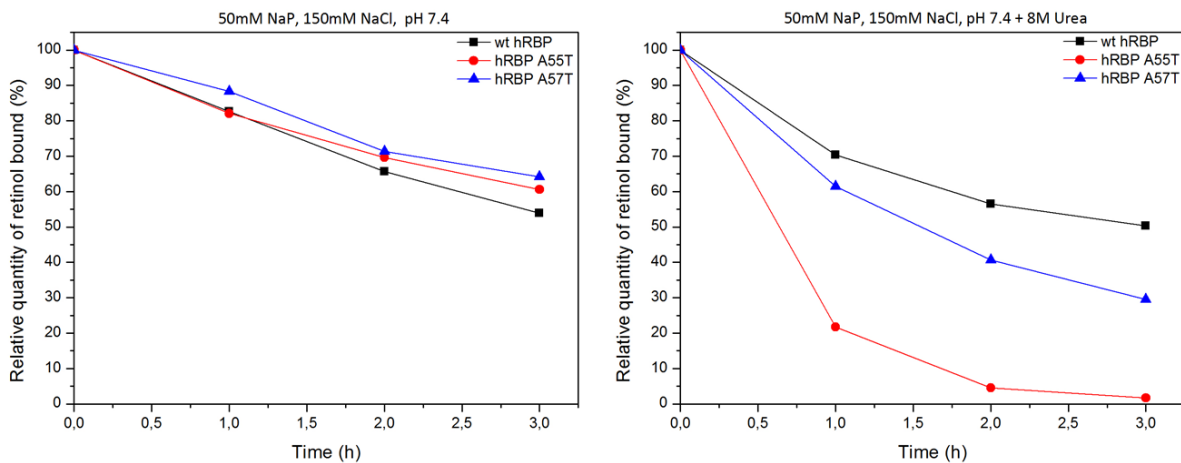 50mM NaP, 150mM NaCl, pH 7.4
wt hRBP
hRBP A55T
hRBP A57T
Relative quantity of retinol bound (%)
100
90
80
70
60
50
40
30
20
10
0
0,0 0,5 1,0 1,5 2,0 2,5 3,0
Time (h)
50mM NaP, 150mM NaCl, pH 7.4 + 8M Urea
wt hRBP
hRBP A55T
hRBP A57T
Relative quantity of retinol bound (%)
100
90
80
70
60
50
40
30
20
10
0
0,0 0,5 1,0 1,5 2,0 2,5 3,0
Time (h)